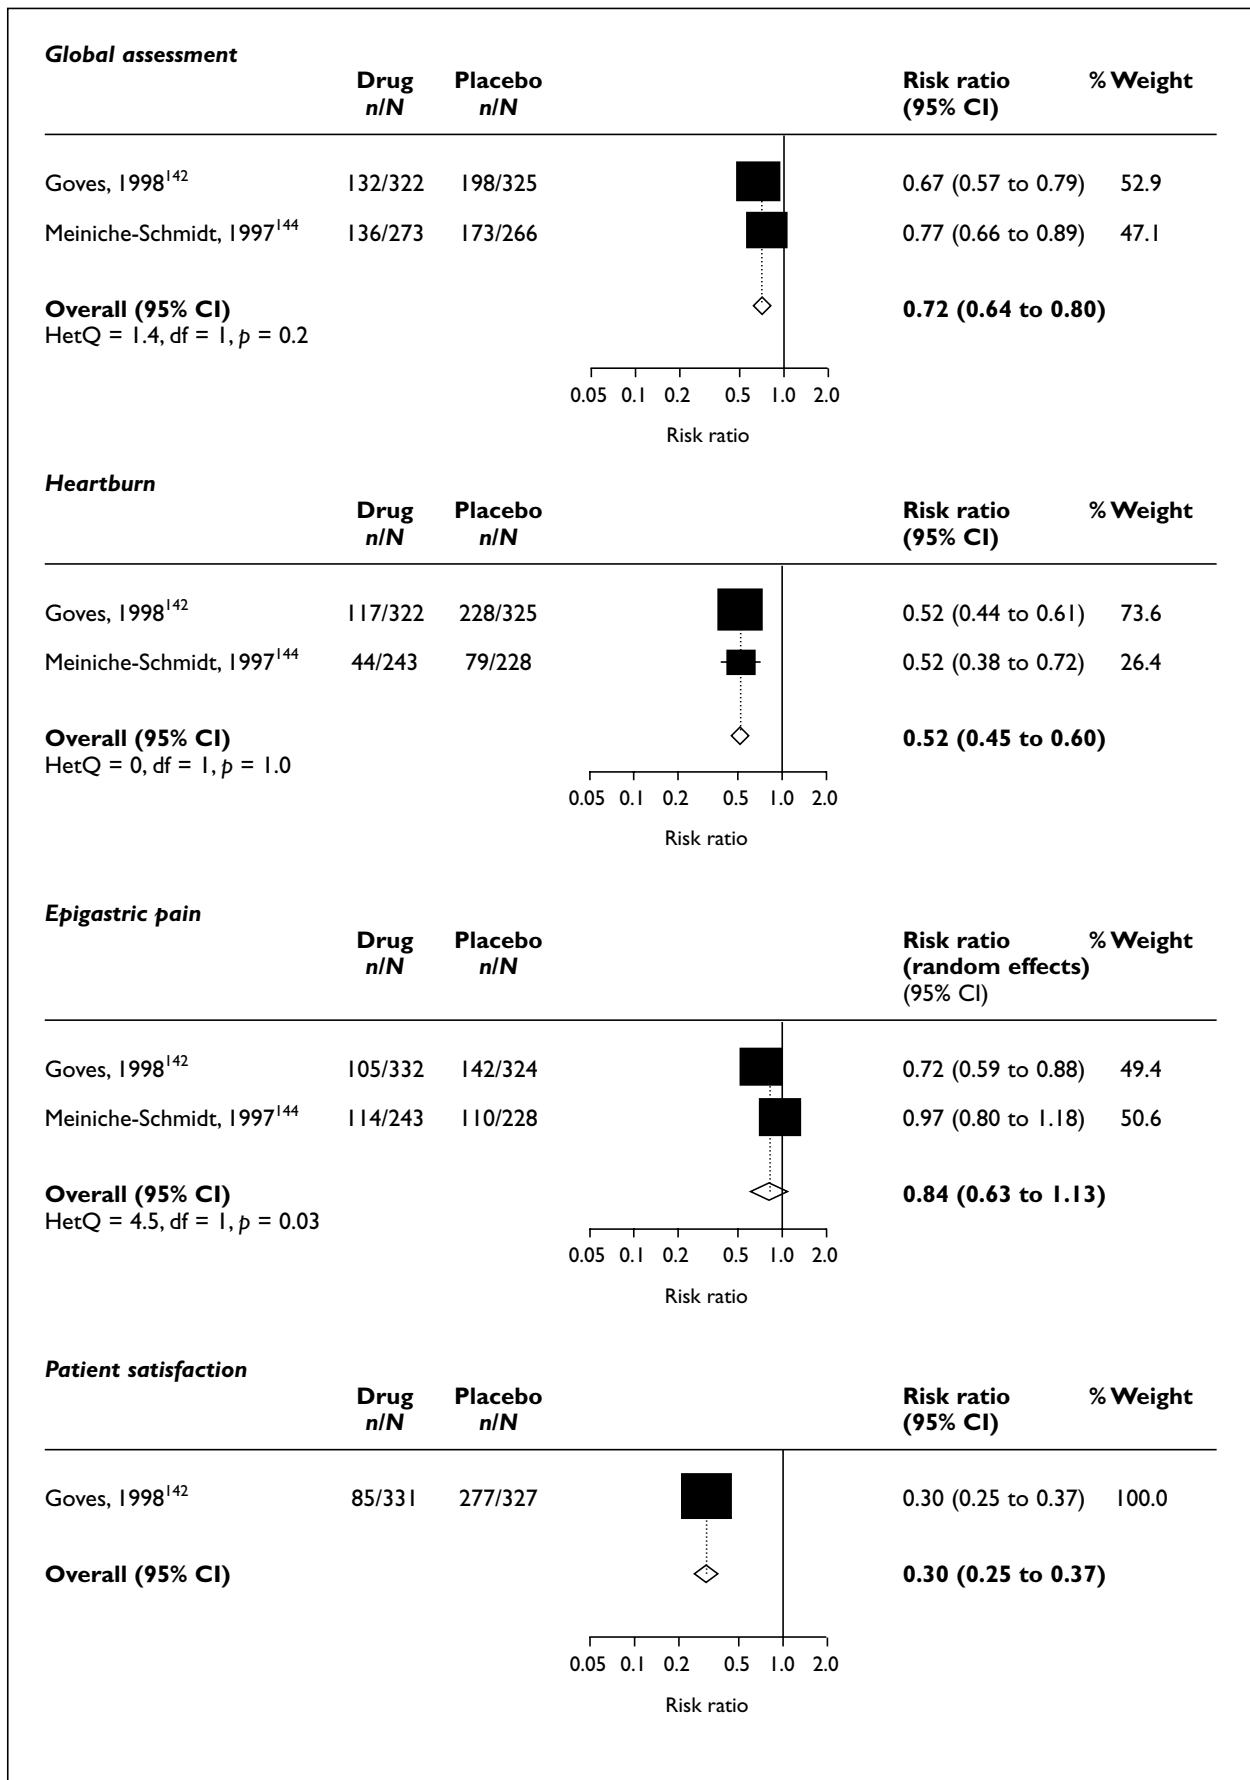 Global assessment
Drug Placebo Risk ratio % Weight
n/N n/N (95% CI)
Goves, 1998142 132/322 198/325 0.67 (0.57 to 0.79) 52.9
Meiniche-Schmidt, 1997144 136/273 173/266 0.77 (0.66 to 0.89) 47.1
Overall (95% CI) 0.72 (0.64 to 0.80)
HetQ = 1.4, df = 1, p = 0.2
0.05 0.1 0.2 0.5 1.0 2.0
Risk ratio
Heartburn
Drug Placebo Risk ratio % Weight
n/N n/N (95% CI)
Goves, 1998142 117/322 228/325 0.52 (0.44 to 0.61) 73.6
Meiniche-Schmidt, 1997144 44/243 79/228 0.52 (0.38 to 0.72) 26.4
Overall (95% CI) 0.52 (0.45 to 0.60)
HetQ = 0, df = 1, p = 1.0
0.05 0.1 0.2 0.5 1.0 2.0
Risk ratio
Epigastric pain
Drug Placebo Risk ratio % Weight
n/N n/N (random effects)
(95% CI)
Goves, 1998142 105/332 142/324 0.72 (0.59 to 0.88) 49.4
Meiniche-Schmidt, 1997144 114/243 110/228 0.97 (0.80 to 1.18) 50.6
Overall (95% CI) 0.84 (0.63 to 1.13)
HetQ = 4.5, df = 1, p = 0.03
0.05 0.1 0.2 0.5 1.0 2.0
Risk ratio
Patient satisfaction
Drug Placebo Risk ratio % Weight
n/N n/N (95% CI)
Goves, 1998142 85/331 277/327 0.30 (0.25 to 0.37) 100.0
Overall (95% CI) 0.30 (0.25 to 0.37)
0.05 0.1 0.2 0.5 1.0 2.0
Risk ratio